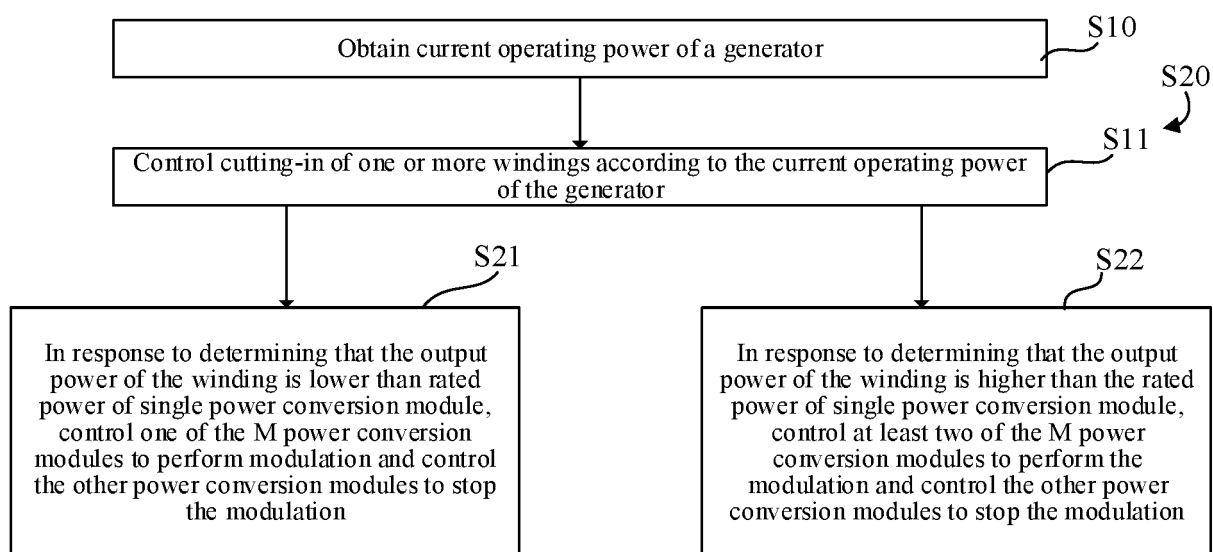 S10
Obtain current operating power of a generator
S20
S11
Control cutting-in of one or more windings according to the current operating power
of the generator
S21
In response to determining that the output
power of the winding is lower than rated
power of single power conversion module,
control one of the M power conversion
modules to perform modulation and control
the other power conversion modules to stop
the modulation
S22
In response to determining that the output
power of the winding is higher than the rated
power of single power conversion module,
control at least two of the M power
conversion modules to perform the
modulation and control the other power
conversion modules to stop the modulation